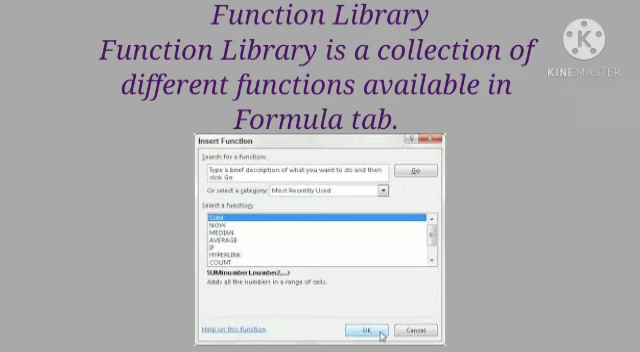 Function Library
Function Library is a collection of
different functions available in
Formula tab.
KINEMASTER
Insert Function
Search for a function:
Type a brief description of what you want to do and then
click Go
Go
Or select a category: Most Recently Used
Select a function:
SUM
NOW
MEDIAN
AVERAGE
IF
HYPERLINK
COUNT
SUM(number1,number2,...)
Adds all the numbers in a range of cells.
Help on this function
OK
Cancel